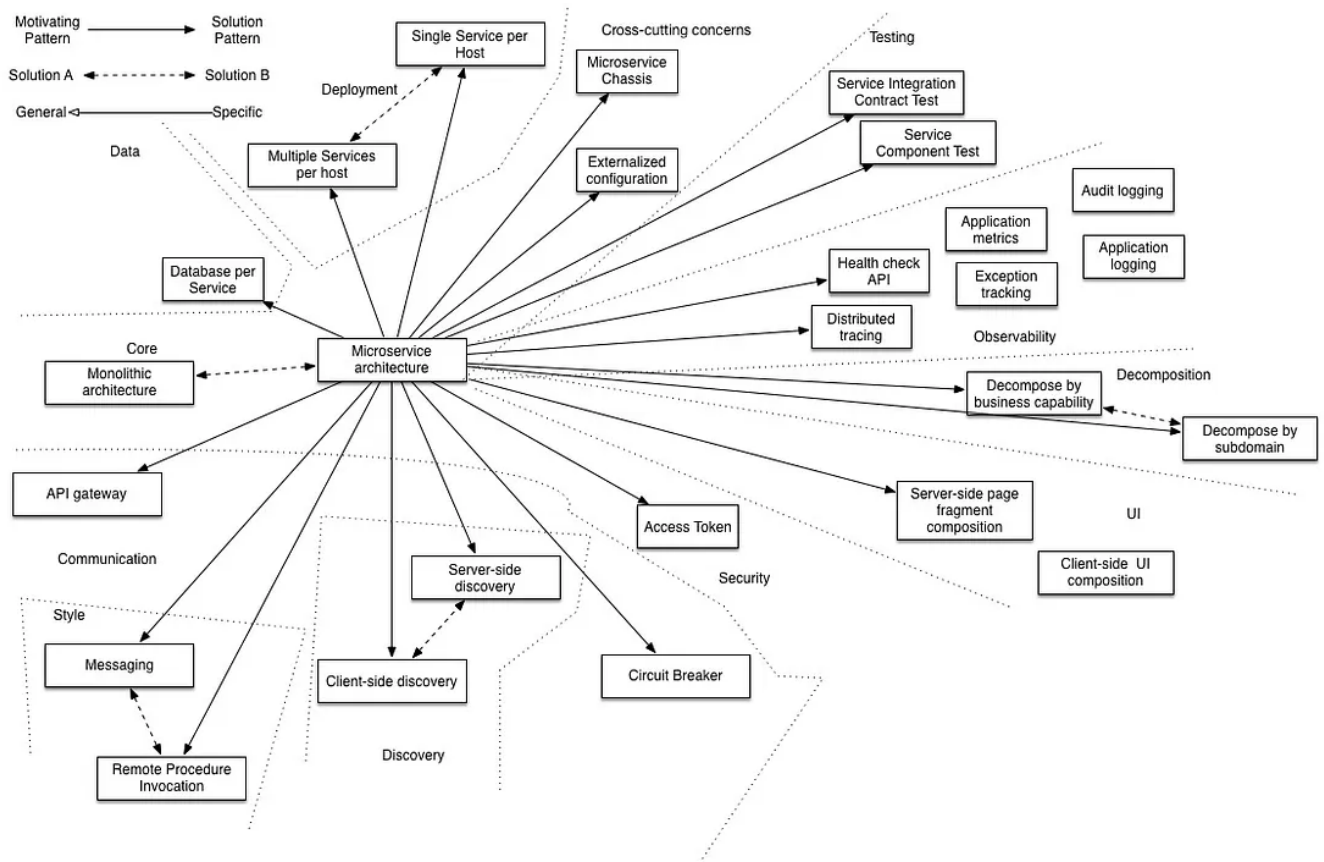 Motivating
Pattern
Solution
Pattern
Solution A
Solution B
General
Specific
Single Service per
Host
Deployment
Multiple Services
per host
Data
Database per
Service
Cross-cutting concerns
Microservice
Chassis
Externalized
configuration
Testing
Service Integration
Contract Test
Service
Component Test
Audit logging
Application
metrics
Application
logging
Health check
API
Exception
tracking
Distributed
tracing
Observability
Core
Monolithic
architecture
Microservice
architecture
Decompose by
business capability
Decomposition
Decompose by
subdomain
API gateway
Communication
Style
Messaging
Remote Procedure
Invocation
Server-side
discovery
Client-side discovery
Discovery
Access Token
Security
Circuit Breaker
Server-side page
fragment
composition
UI
Client-side UI
composition